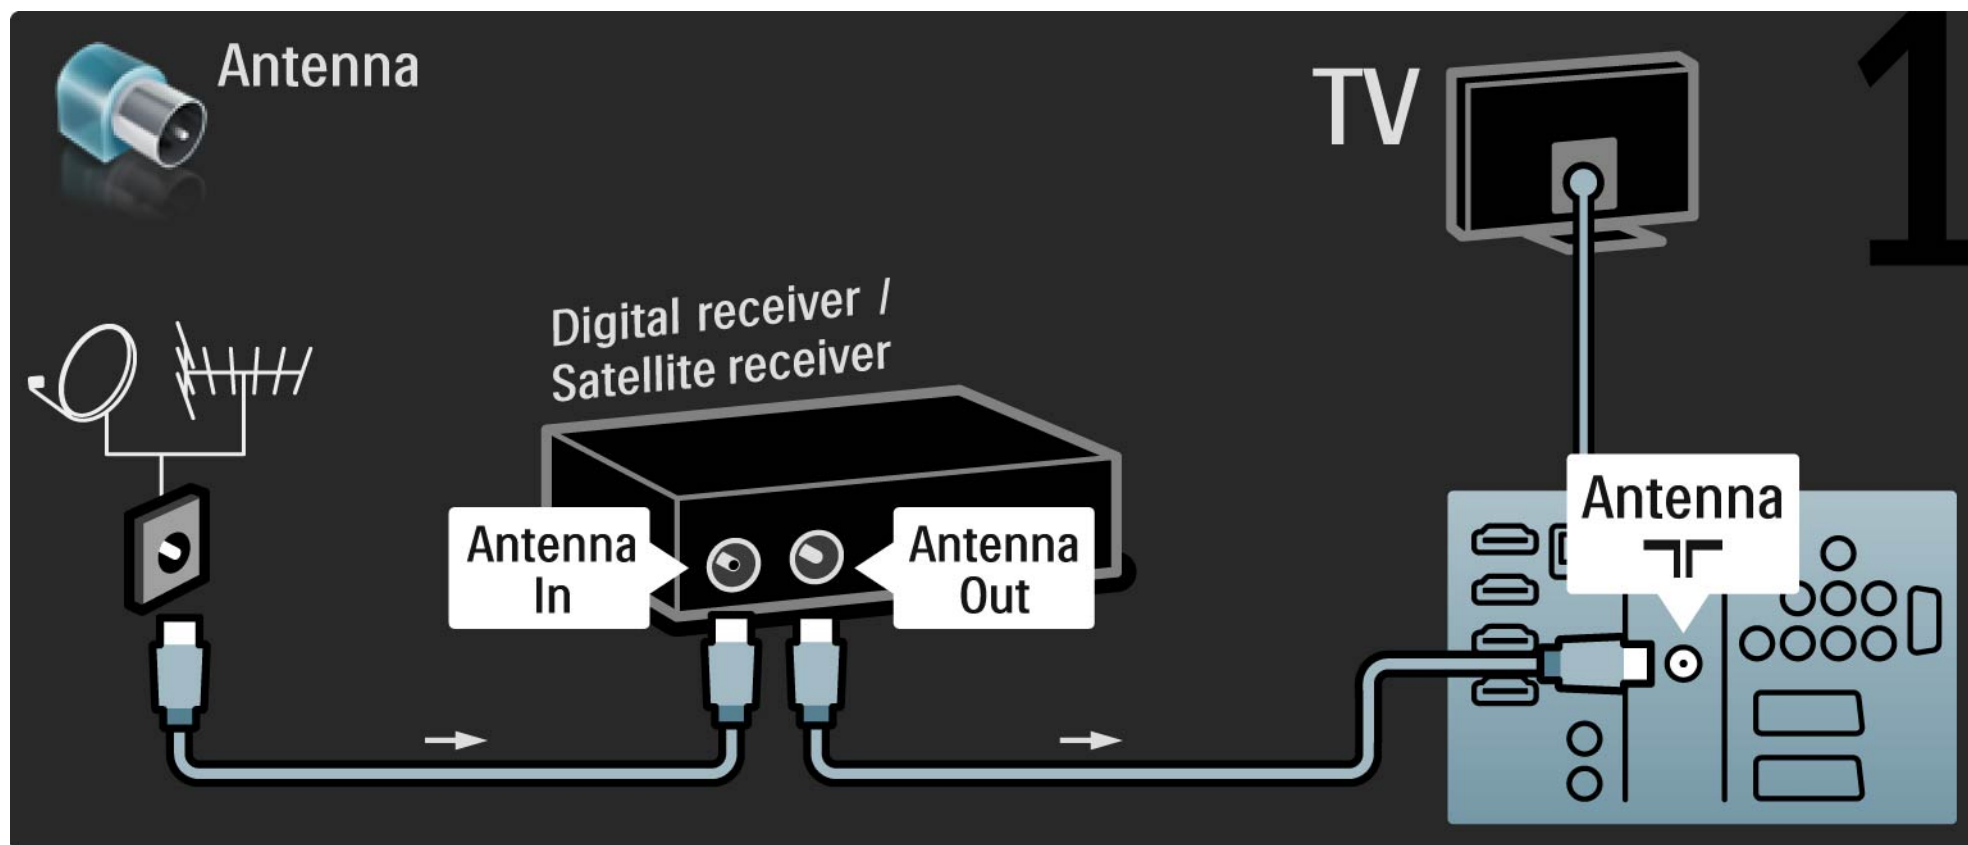 Antenna
TV
1
Digital receiver /
Satellite receiver
Antenna
In
Antenna
Out
Antenna